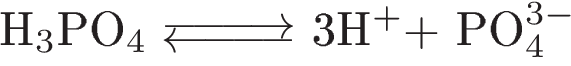 H₃PO₄ ⇌ 3H⁺ + PO₄³⁻